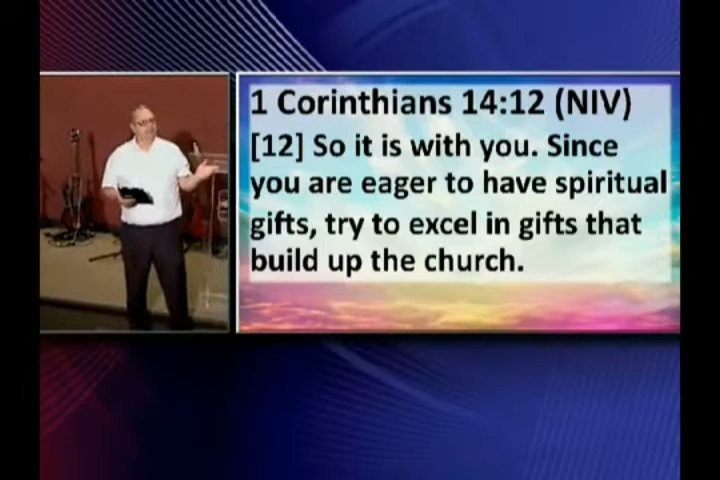 1 Corinthians 14:12 (NIV)
[12] So it is with you. Since
you are eager to have spiritual
gifts, try to excel in gifts that
build up the church.